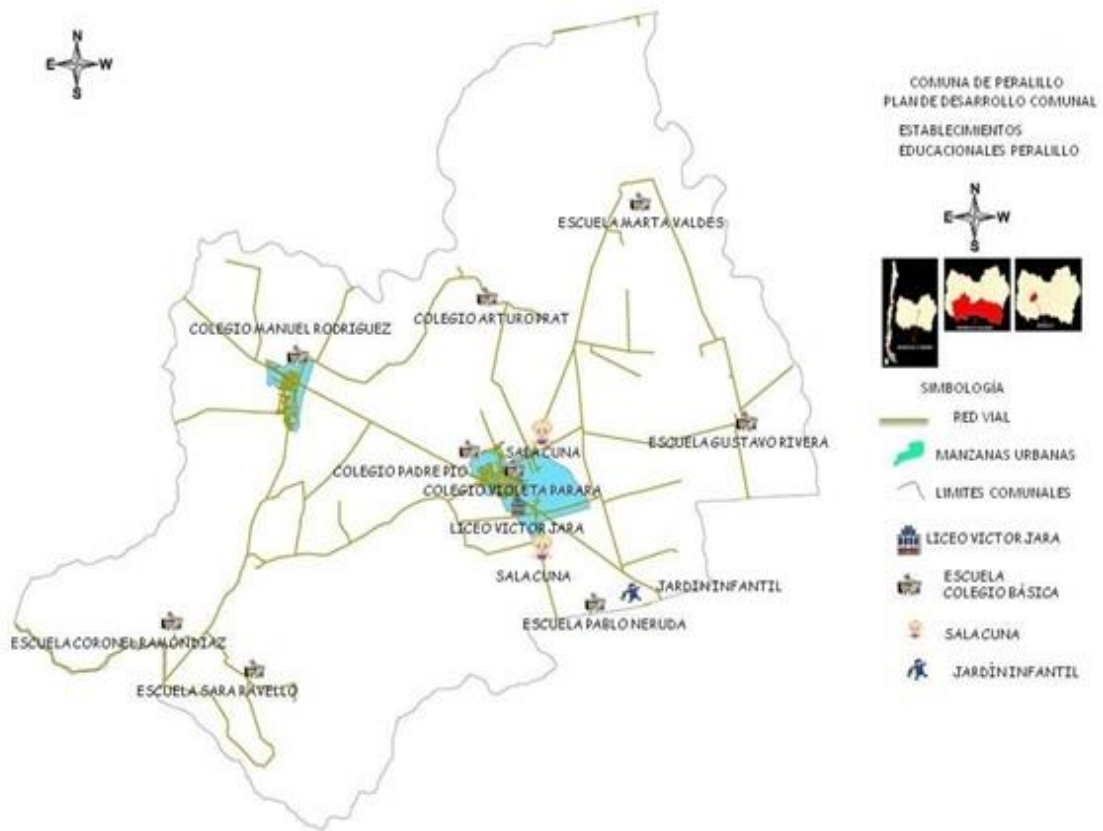 N
E W
S
COMUNA DE PERALILLO
PLAN DE DESARROLLO COMUNAL
ESTABLECIMIENTOS
EDUCACIONALES PERALILLO
N
E W
S
ESCUELA MARTA VALDES
COLEGIO ARTURO PRAT
COLEGIO MANUEL RODRIGUEZ
SALA CUNA
ESCUELA GUSTAVO RIVERA
COLEGIO PADRE PIO
COLEGIO VIOLETA PARARA
LICEO VICTOR JARA
SALA CUNA
JARDIN INFANTIL
ESCUELA PABLO NERUDA
ESCUELA CORONEL RAMÓN DIAZ
ESCUELA SARA RAVELLO
SIMBOLOGÍA
RED VIAL
MANZANAS URBANAS
LIMITES COMUNALES
LICEO VICTOR JARA
ESCUELA
COLEGIO BÁSICA
SALA CUNA
JARDÍN INFANTIL